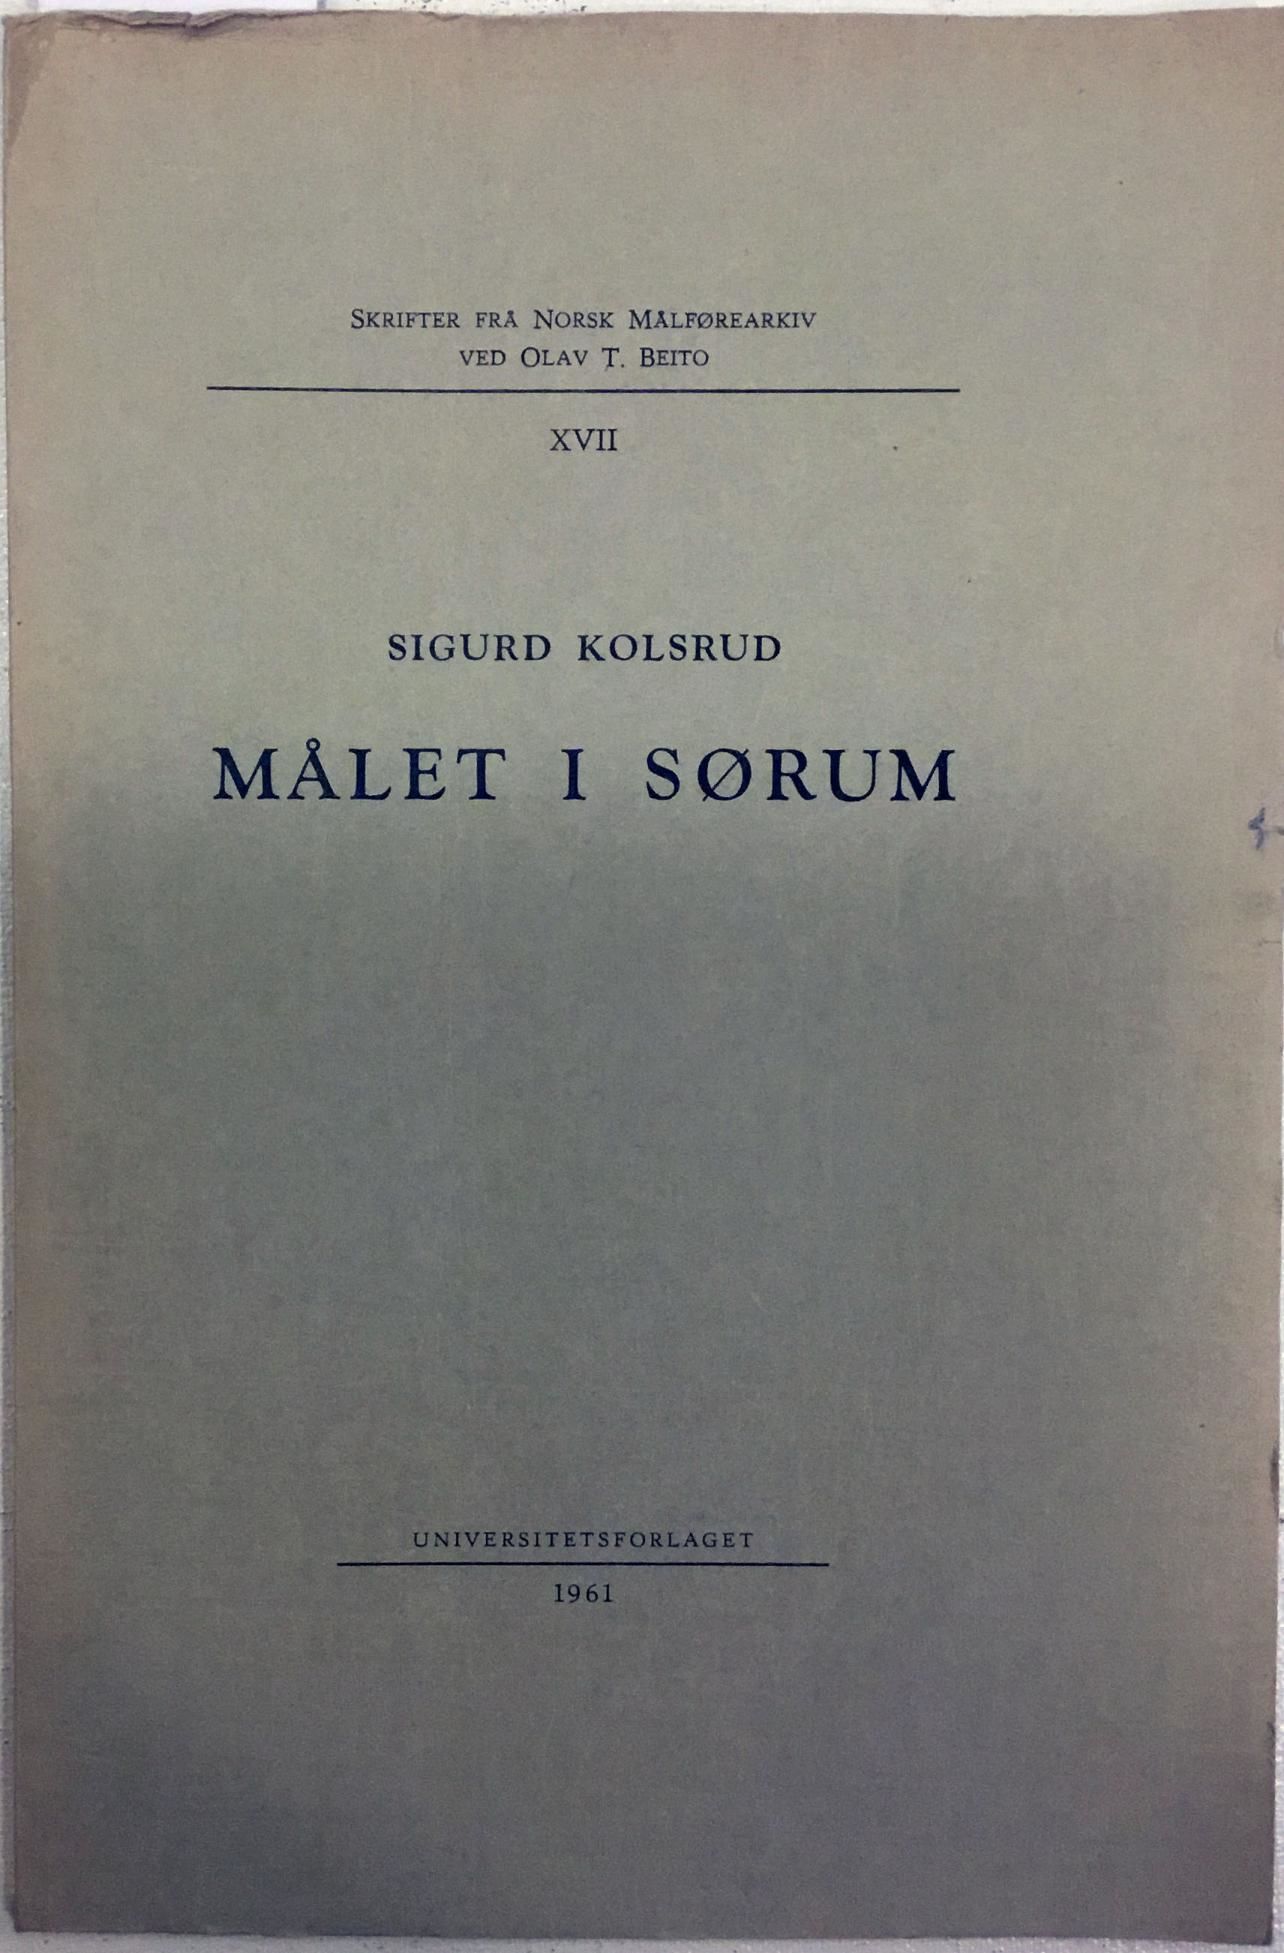 SKRIFTER FRÅ NORSK MÅLFØREARKIV
VED OLAV T. BEITO
XVII
SIGURD KOLSRUD
MÅLET I SØRUM
UNIVERSITETSFORLAGET
1961